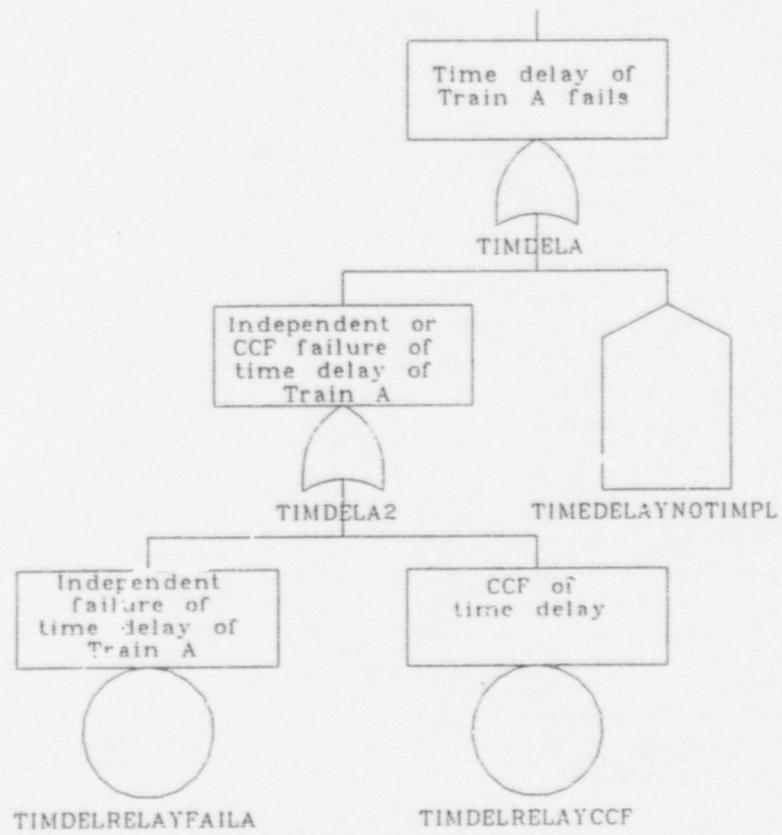 Time delay of
Train A fails
TIMDELA
Independent or
CCF failure of
time delay of
Train A
TIMDELA2
TIMEDELAYNOTIMPL
Independent
failure of
time delay of
Train A
CCF of
time delay
TIMDELRELAYFAILA
TIMDELRELAYCCF